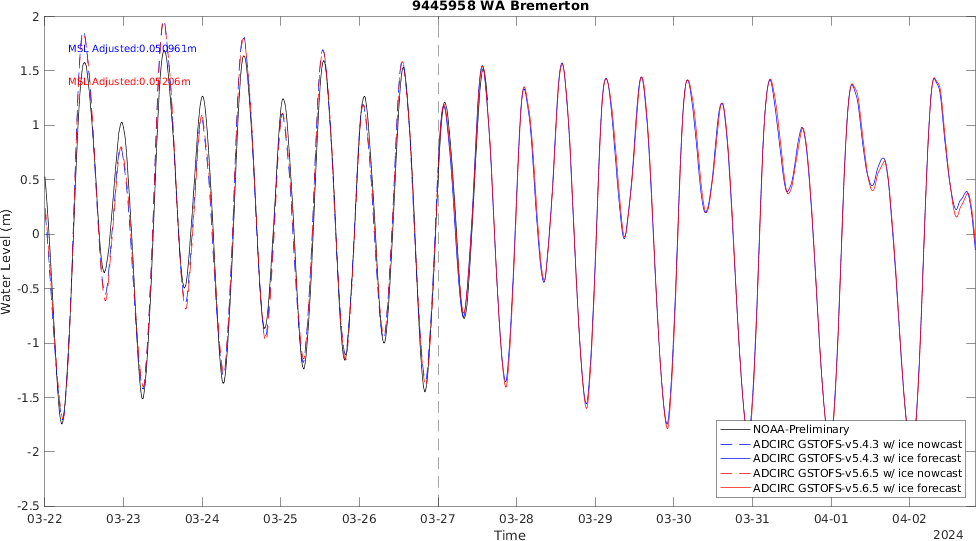 9445958 WA Bremerton
MSL Adjusted:0.050961m
MSL Adjusted:0.05206m
Water Level (m)
2
1.5
1
0.5
0
-0.5
-1
-1.5
-2
-2.5
NOAA-Preliminary
ADCIRC GSTOFS-v5.4.3 w/ ice nowcast
ADCIRC GSTOFS-v5.4.3 w/ ice forecast
ADCIRC GSTOFS-v5.6.5 w/ ice nowcast
ADCIRC GSTOFS-v5.6.5 w/ ice forecast
03-22 03-23 03-24 03-25 03-26 03-27 03-28 03-29 03-30 03-31 04-01 04-02
Time
2024